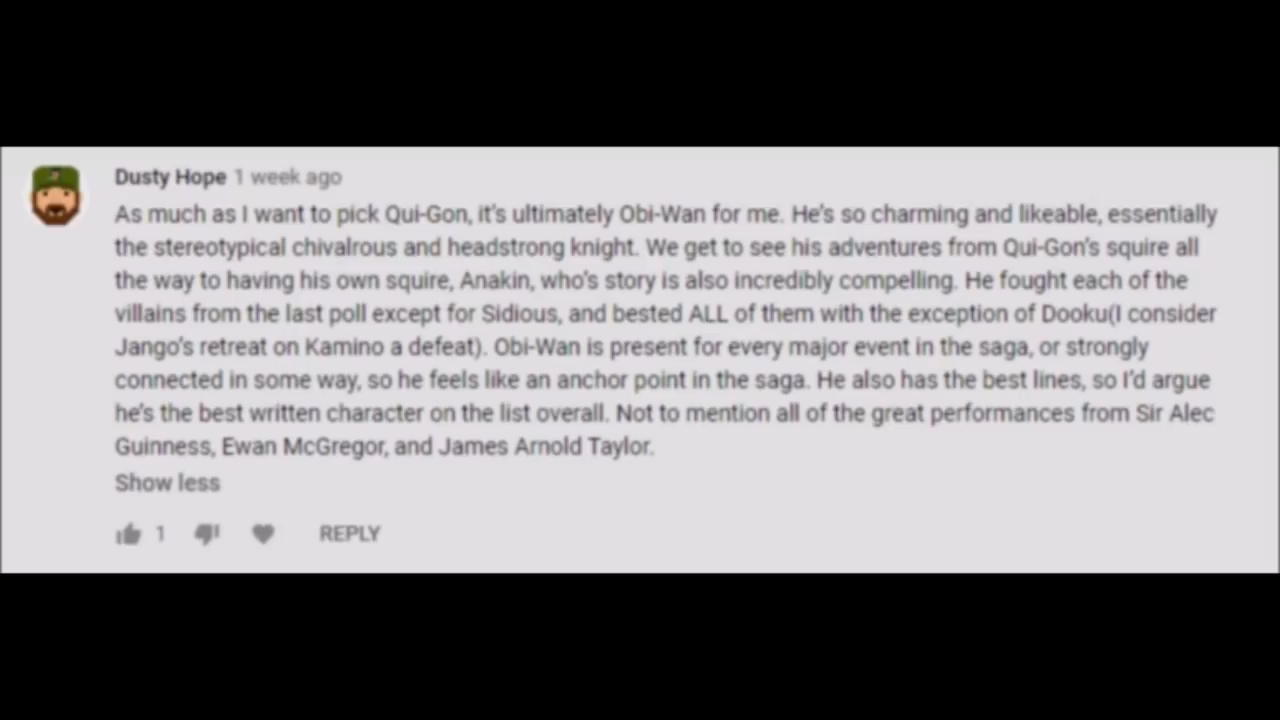 Dusty Hope 1 week ago
As much as I want to pick Qui-Gon, it's ultimately Obi-Wan for me. He's so charming and likeable, essentially
the stereotypical chivalrous and headstrong knight. We get to see his adventures from Qui-Gon's squire all
the way to having his own squire, Anakin, who's story is also incredibly compelling. He fought each of the
villains from the last poll except for Sidious, and bested ALL of them with the exception of Dooku(I consider
Jango's retreat on Kamino a defeat). Obi-Wan is present for every major event in the saga, or strongly
connected in some way, so he feels like an anchor point in the saga. He also has the best lines, so I'd argue
he's the best written character on the list overall. Not to mention all of the great performances from Sir Alec
Guinness, Ewan McGregor, and James Arnold Taylor.
Show less
1 REPLY